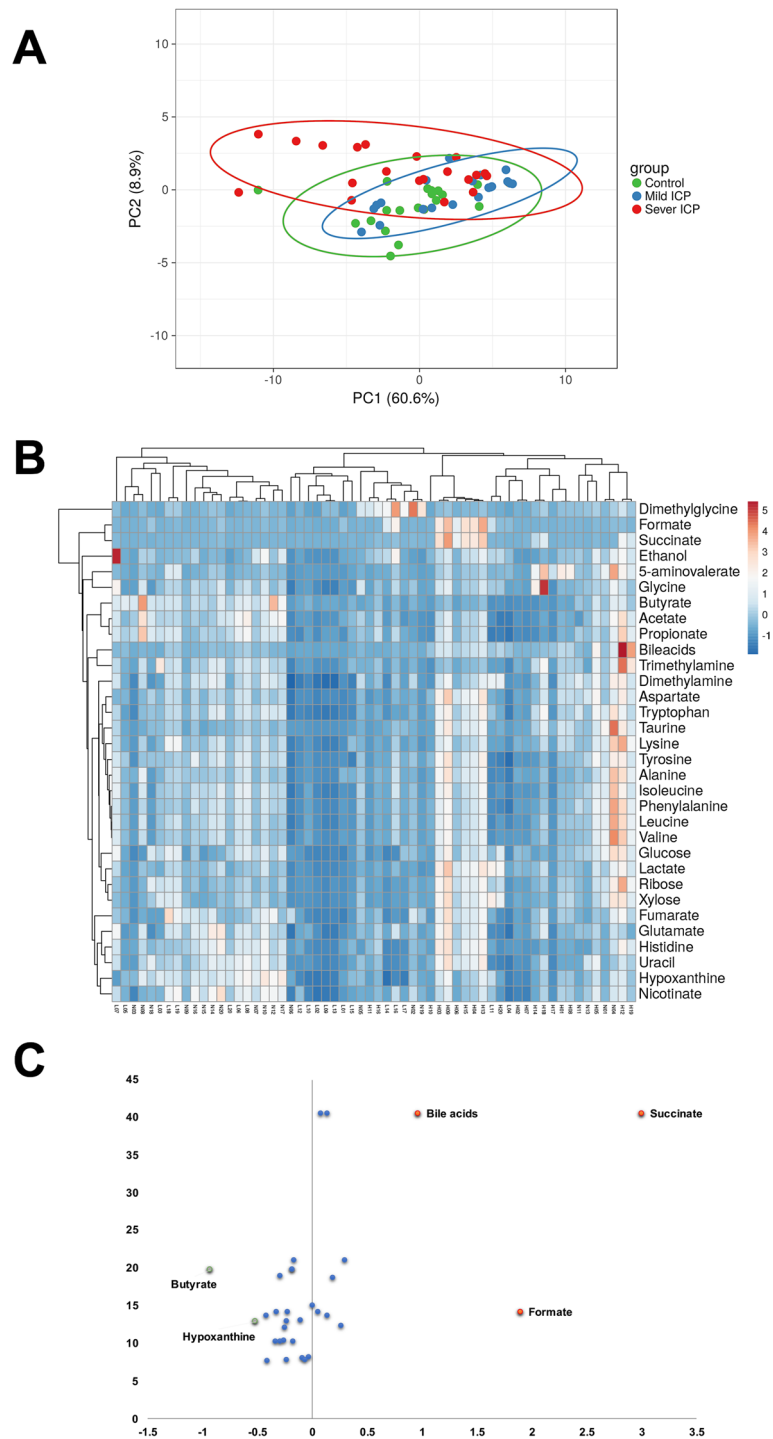 A
10
5
0
-5
-10
PC2 (8.9%)
-10
0
10
PC1 (60.6%)
group
Control
Mild ICP
Sever ICP
B
Dimethylglycine
Formate
Succinate
Ethanol
5-aminovalerate
Glycine
Butyrate
Acetate
Propionate
Bileacids
Trimethylamine
Dimethylamine
Aspartate
Tryptophan
Taurine
Lysine
Tyrosine
Alanine
Isoleucine
Phenylalanine
Leucine
Valine
Glucose
Lactate
Ribose
Xylose
Fumarate
Glutamate
Histidine
Uracil
Hypoxanthine
Nicotinate
5
4
3
2
1
0
-1
C
45
40
35
30
25
20
15
10
5
0
Bile acids
Succinate
Butyrate
Hypoxanthine
Formate
-1.5
-1
-0.5
0
0.5
1
1.5
2
2.5
3
3.5